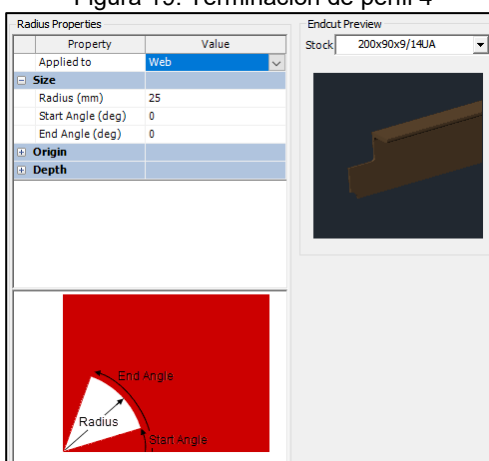 Figura 19. Terminación de perfil 4
Radius Properties
Property Value
Applied to Web
Size
Radius (mm) 25
Start Angle (deg) 0
End Angle (deg) 0
Origin
Depth
Endcut Preview
Stock 200x90x9/14UA
End Angle
Radius
Start Angle